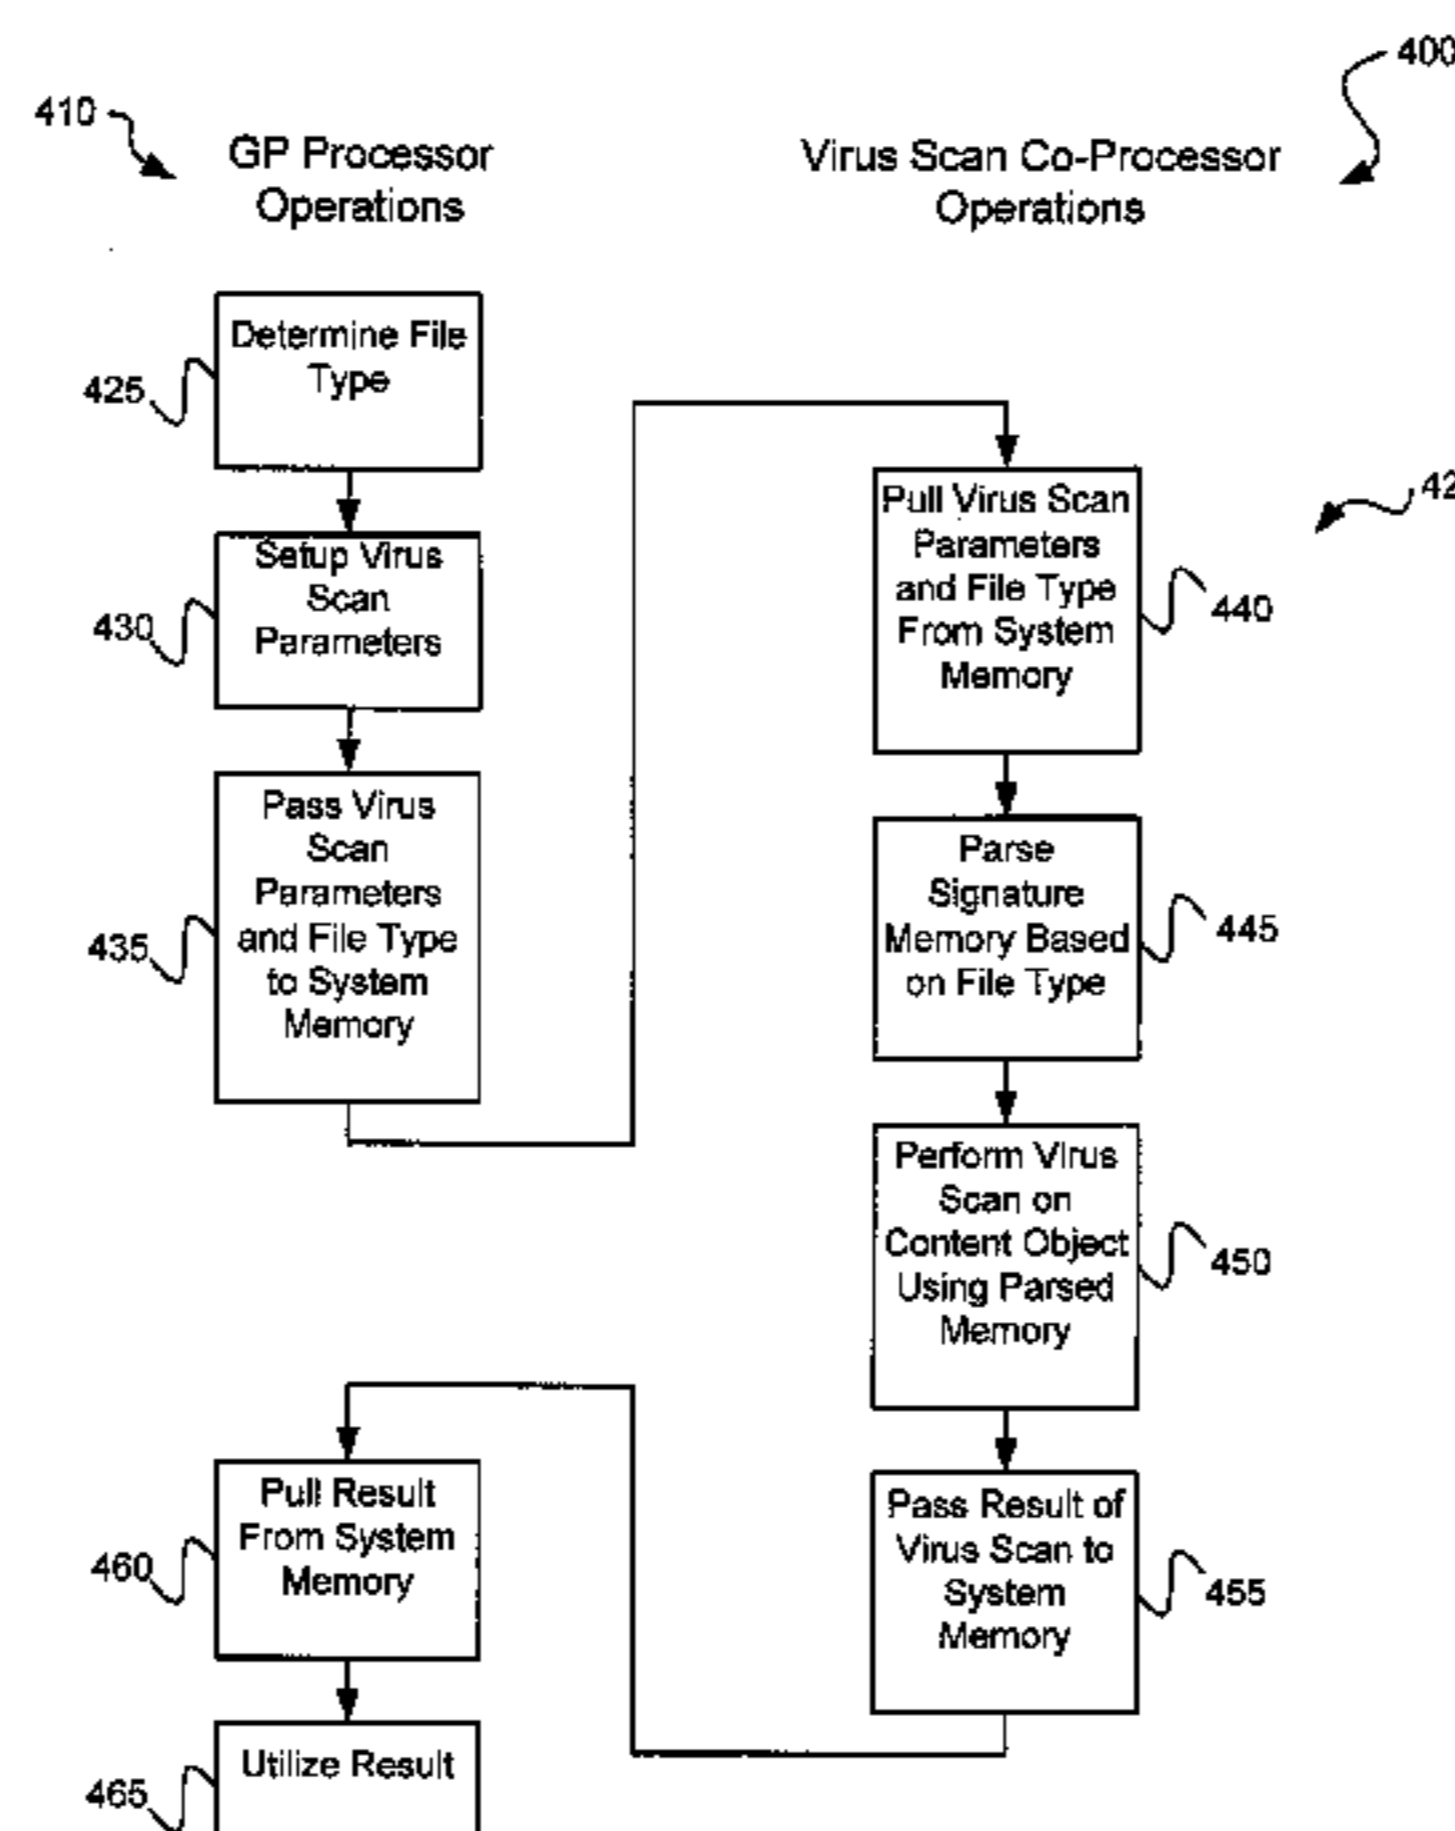 400
410
GP Processor
Operations
Virus Scan Co-Processor
Operations
Determine File
Type
425
Setup Virus
Scan
Parameters
430
Pass Virus
Scan
Parameters
and File Type
to System
Memory
435
42
Pull Virus Scan
Parameters
and File Type
From System
Memory
440
Parse
Signature
Memory Based
on File Type
445
Perform Virus
Scan on
Content Object
Using Parsed
Memory
450
Pass Result of
Virus Scan to
System
Memory
455
Pull Result
From System
Memory
460
Utilize Result
465